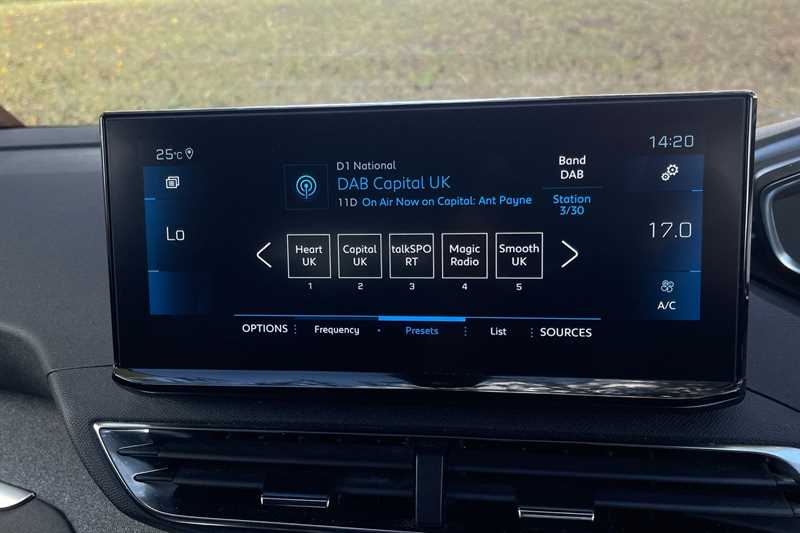 25°C
14:20
D1 National
DAB Capital UK
11D On Air Now on Capital: Ant Payne
Band
DAB
Station
3/30
Lo
17.0
Heart
UK
Capital
UK
talkSPO
RT
Magic
Radio
Smooth
UK
1 2 3 4 5
A/C
OPTIONS Frequency Presets List SOURCES